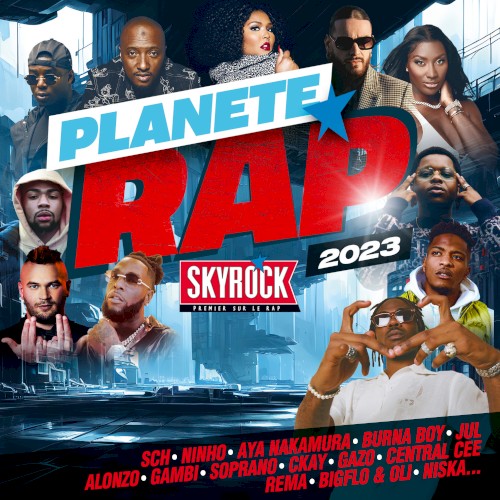 PLANETE
RAP
2023
SKYROCK
PREMIER SUR LE RAP
SCH • NINHO • AYA NAKAMURA • BURNA BOY • JUL
ALONZO • GAMBI • SOPRANO • CKAY • GAZO • CENTRAL CEE
REMA • BIGFLO & OLI • NISKA...